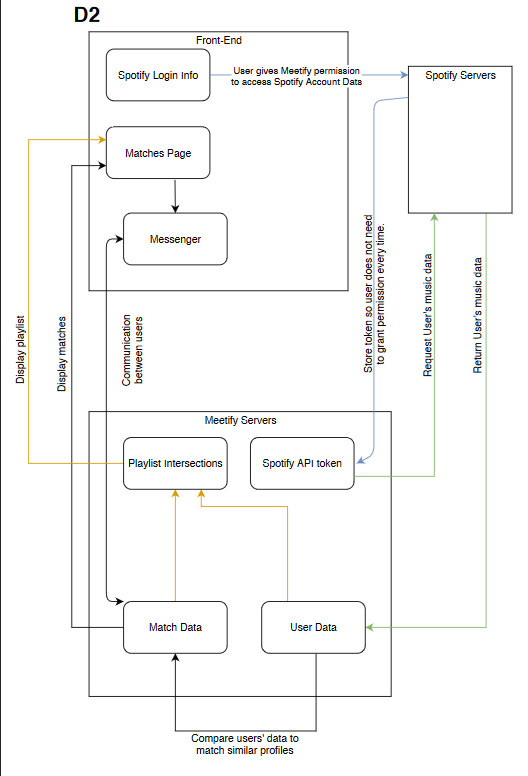 D2
Front-End
Spotify Login Info
User gives Meetify permission
to access Spotify Account Data
Spotify Servers
Matches Page
Messenger
Display playlist
Display matches
Communication
between users
Store token so user does not need
to grant permission every time.
Request User's music data
Return User's music data
Meetify Servers
Playlist Intersections
Spotify API token
Match Data
User Data
Compare users' data to
match similar profiles